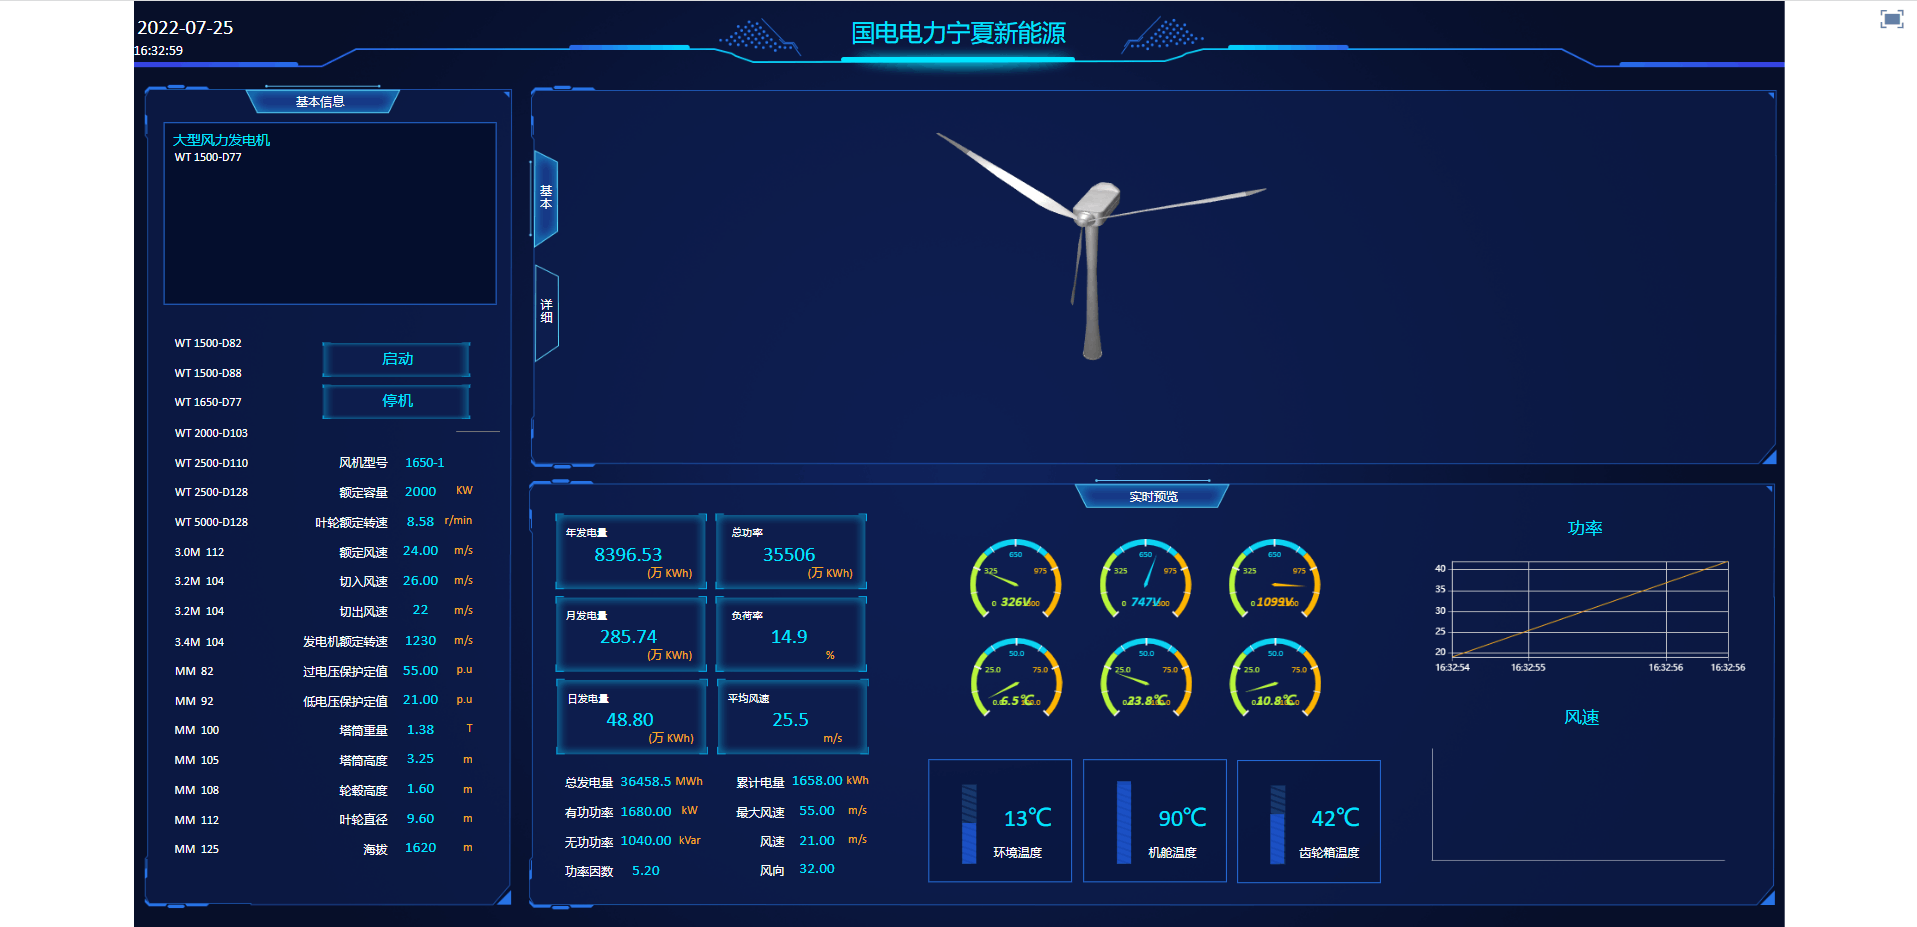 2022-07-25
16:32:59
国电电力宁夏新能源
基本信息
大型风力发电机
WT 1500-D77
WT 1500-D82
WT 1500-D88
WT 1650-D77
WT 2000-D103
WT 2500-D110
WT 2500-D128
WT 5000-D128
3.0M 112
3.2M 104
3.2M 104
3.4M 104
MM 82
MM 92
MM 100
MM 105
MM 108
MM 112
MM 125
启动
停机
风机型号 1650-1
额定容量 2000 KW
叶轮额定转速 8.58 r/min
额定风速 24.00 m/s
切入风速 26.00 m/s
切出风速 22 m/s
发电机额定转速 1230 m/s
过电压保护定值 55.00 p.u
低电压保护定值 21.00 p.u
塔筒重量 1.38 T
塔筒高度 3.25 m
轮毂高度 1.60 m
叶轮直径 9.60 m
海拔 1620 m
基本
详细
实时预览
年发电量
8396.53
(万 KWh)
总功率
35506
(万 KWh)
月发电量
285.74
(万 KWh)
负荷率
14.9
%
日发电量
48.80
(万 KWh)
平均风速
25.5
m/s
总发电量 36458.5 MWh
累计电量 1658.00 kWh
有功功率 1680.00 kW
最大风速 55.00 m/s
无功功率 1040.00 kVar
风速 21.00 m/s
功率因数 5.20
风向 32.00
650
325 975
0 326V
650
325 975
0 747V
650
325 975
0 1099V
50.0
25.0 75.0
6.5℃
50.0
25.0 75.0
23.8℃
50.0
25.0 75.0
10.8℃
13℃
环境温度
90℃
机舱温度
42℃
齿轮箱温度
功率
40
35
30
25
20
16:32:54 16:32:55 16:32:56 16:32:56
风速